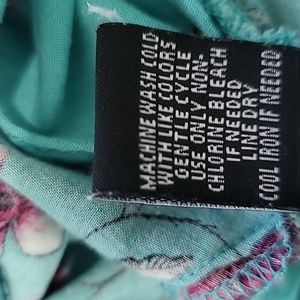 MACHINE WASH COLD
WITH LIKE COLORS
GENTLE CYCLE
USE ONLY NON-
CHLORINE BLEACH
IF NEEDED
LINE DRY
COOL IRON IF NEEDED